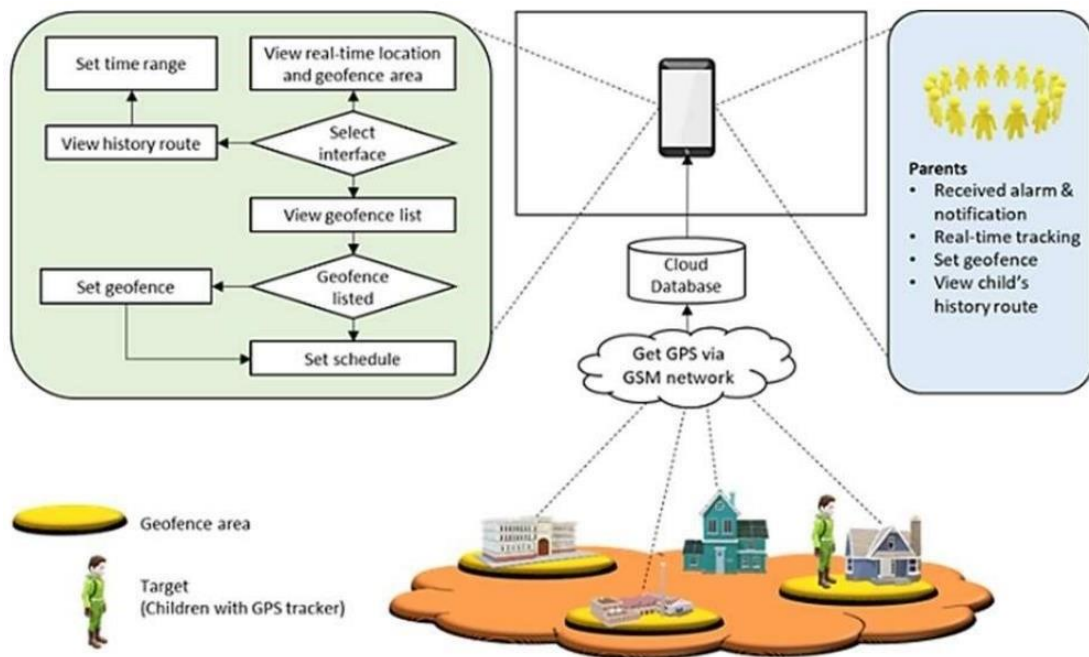 Set time range
View real-time location
and geofence area
View history route
Select
interface
View geofence list
Set geofence
Geofence
listed
Set schedule
Cloud
Database
Get GPS via
GSM network
Parents
• Received alarm &
notification
• Real-time tracking
• Set geofence
• View child's
history route
Geofence area
Target
(Children with GPS tracker)